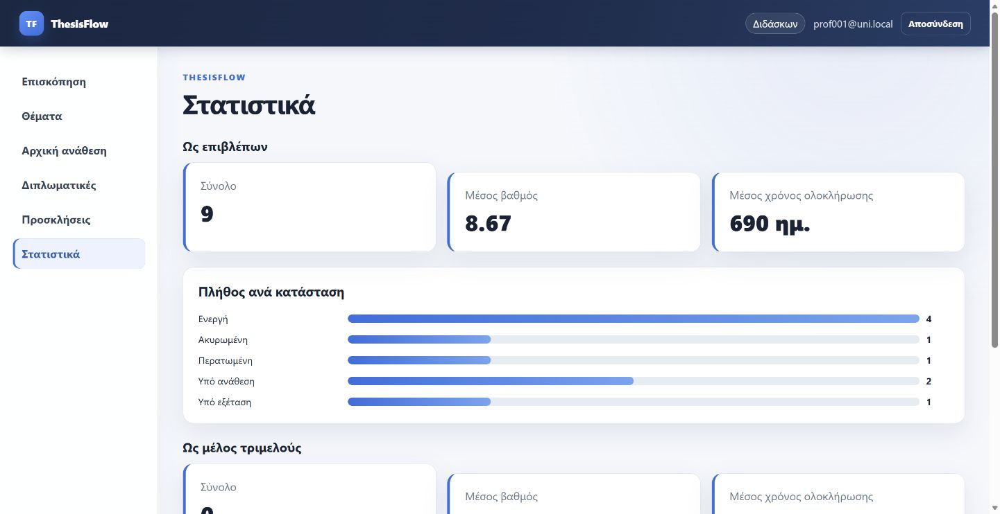 TF ThesisFlow Διδάσκων prof001@uni.local Αποσύνδεση
Επισκόπηση
Θέματα
Αρχική ανάθεση
Διπλωματικές
Προσκλήσεις
Στατιστικά
THESISFLOW
Στατιστικά
Ως επιβλέπων
Σύνολο
9
Μέσος βαθμός
8.67
Μέσος χρόνος ολοκλήρωσης
690 ημ.
Πλήθος ανά κατάσταση
Ενεργή 4
Ακυρωμένη 1
Περατωμένη 1
Υπό ανάθεση 2
Υπό εξέταση 1
Ως μέλος τριμελούς
Σύνολο
Μέσος βαθμός
Μέσος χρόνος ολοκλήρωσης